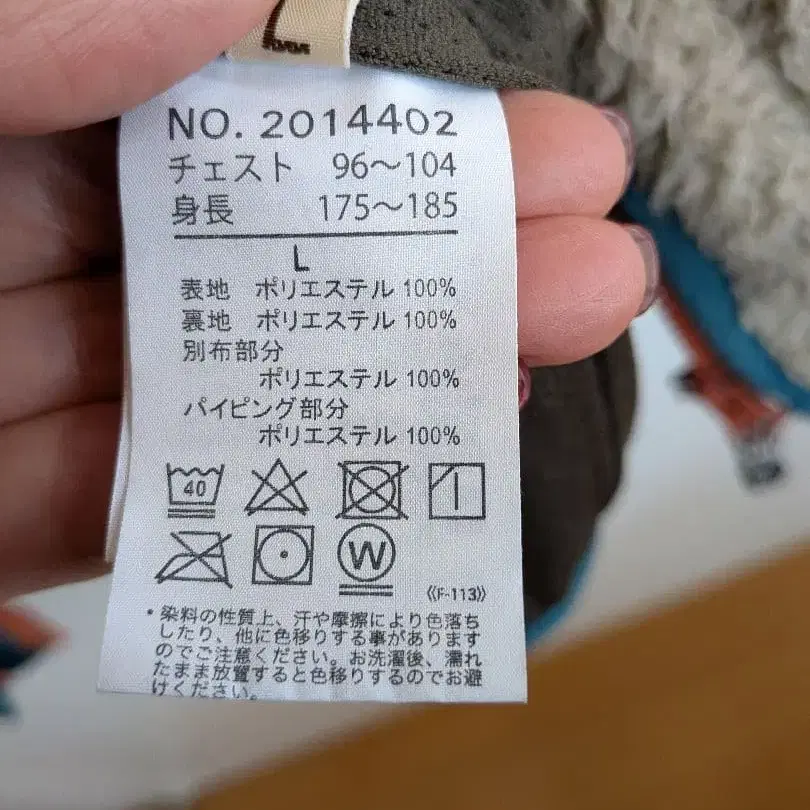 NO. 2014402
チェスト 96～104
身長 175～185
L
表地 ポリエステル 100%
裏地 ポリエステル 100%
別布部分
ポリエステル 100%
パイピング部分
ポリエステル 100%
40
W
《F-113》
・染料の性質上、汗や摩擦により色落ち
したり、他に色移りする事があります
のでご注意ください。お洗濯後、濡れ
たまま放置すると色移りするのでお避
けください。